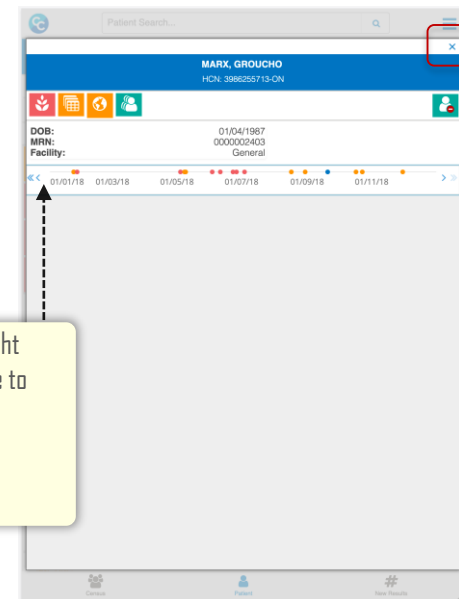 CC
Patient Search...
×
MARX, GROUCHO
HCN: 3986255713-ON
DOB: 01/04/1987
MRN: 0000002403
Facility: General
01/01/18 01/03/18 01/05/18 01/07/18 01/09/18 01/11/18
ht
e to
Census Patient New Results